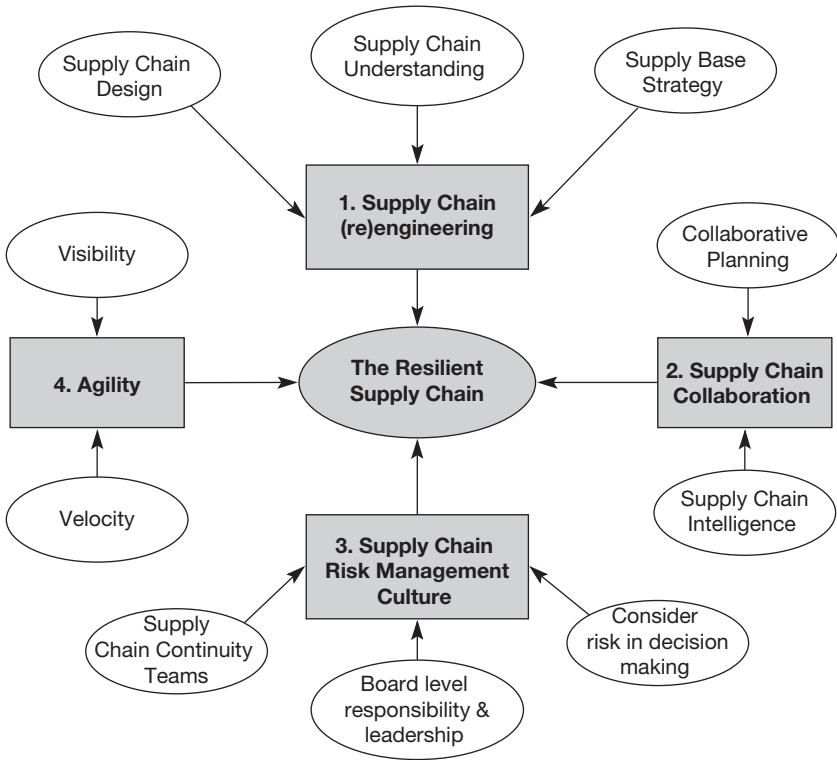 Supply Chain
Design
Supply Chain
Understanding
Supply Base
Strategy
1. Supply Chain
(re)engineering
Visibility
Collaborative
Planning
4. Agility
The Resilient
Supply Chain
2. Supply Chain
Collaboration
Velocity
Supply Chain
Intelligence
3. Supply Chain
Risk Management
Culture
Supply
Chain Continuity
Teams
Board level
responsibility &
leadership
Consider
risk in decision
making